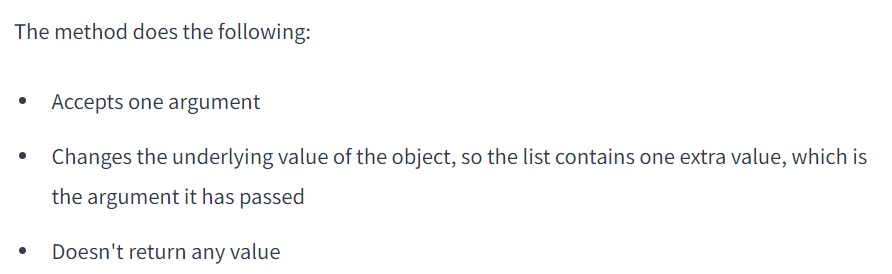 The method does the following:
• Accepts one argument
• Changes the underlying value of the object, so the list contains one extra value, which is
the argument it has passed
• Doesn't return any value